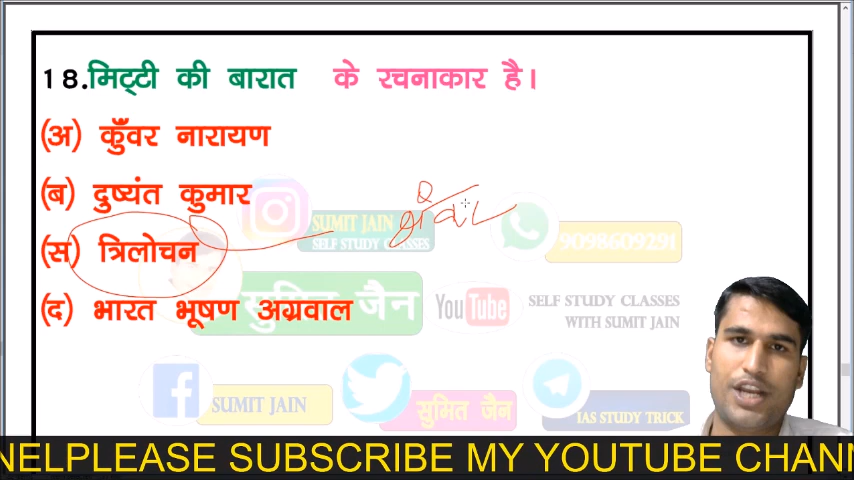 18.मिट्टी की बारात के रचनाकार है।
(अ) कुँवर नारायण
(ब) दुष्यंत कुमार
(स) त्रिलोचन
(द) भारत भूषण अग्रवाल
SUMIT JAIN
SELF STUDY CLASSES
9098609291
सुमित जैन
YouTube
SELF STUDY CLASSES
WITH SUMIT JAIN
SUMIT JAIN
सुमित जैन
IAS STUDY TRICK
NELPLEASE SUBSCRIBE MY YOUTUBE CHANN